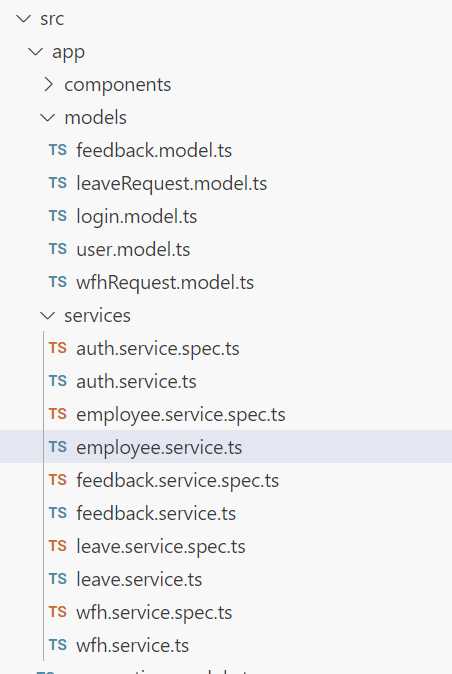 src
app
components
models
TS feedback.model.ts
TS leaveRequest.model.ts
TS login.model.ts
TS user.model.ts
TS wfhRequest.model.ts
services
TS auth.service.spec.ts
TS auth.service.ts
TS employee.service.spec.ts
TS employee.service.ts
TS feedback.service.spec.ts
TS feedback.service.ts
TS leave.service.spec.ts
TS leave.service.ts
TS wfh.service.spec.ts
TS wfh.service.ts